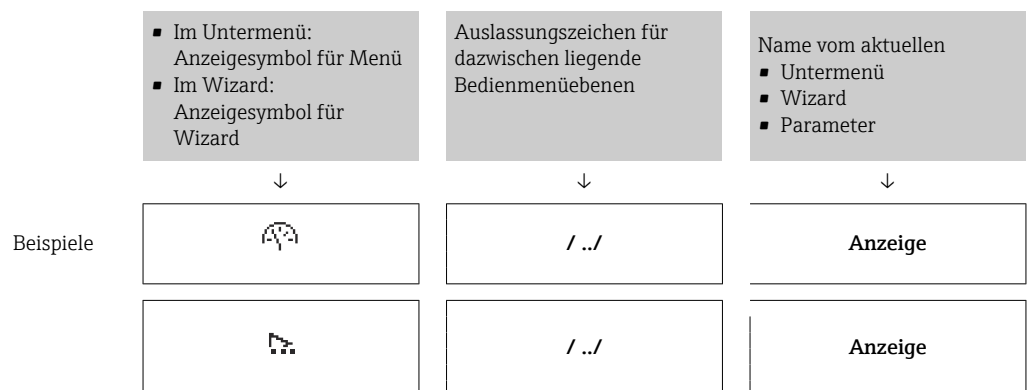 ▪ Im Untermenü:
Anzeigesymbol für Menü
▪ Im Wizard:
Anzeigesymbol für
Wizard
Auslassungszeichen für
dazwischen liegende
Bedienmenüebenen
Name vom aktuellen
▪ Untermenü
▪ Wizard
▪ Parameter
↓ ↓ ↓
Beispiele / ../ Anzeige
/ ../ Anzeige